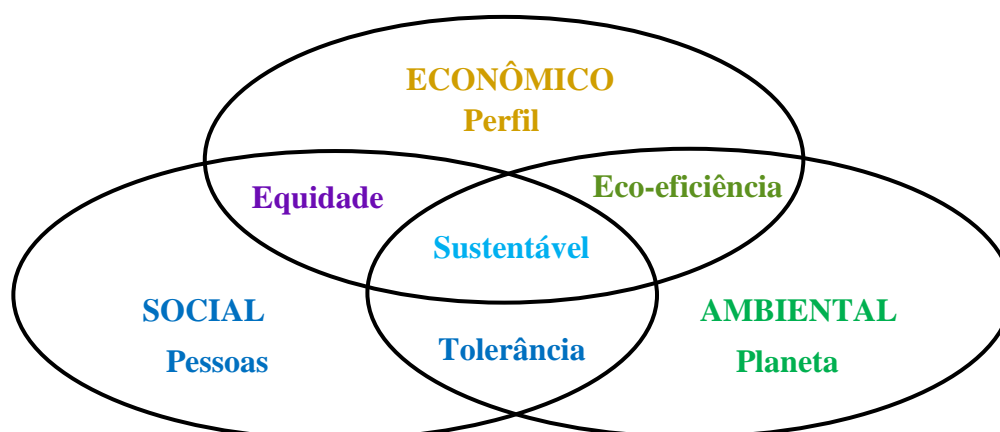 ECONÔMICO
Perfil
Equidade
Eco-eficiência
Sustentável
SOCIAL
Pessoas
Tolerância
AMBIENTAL
Planeta